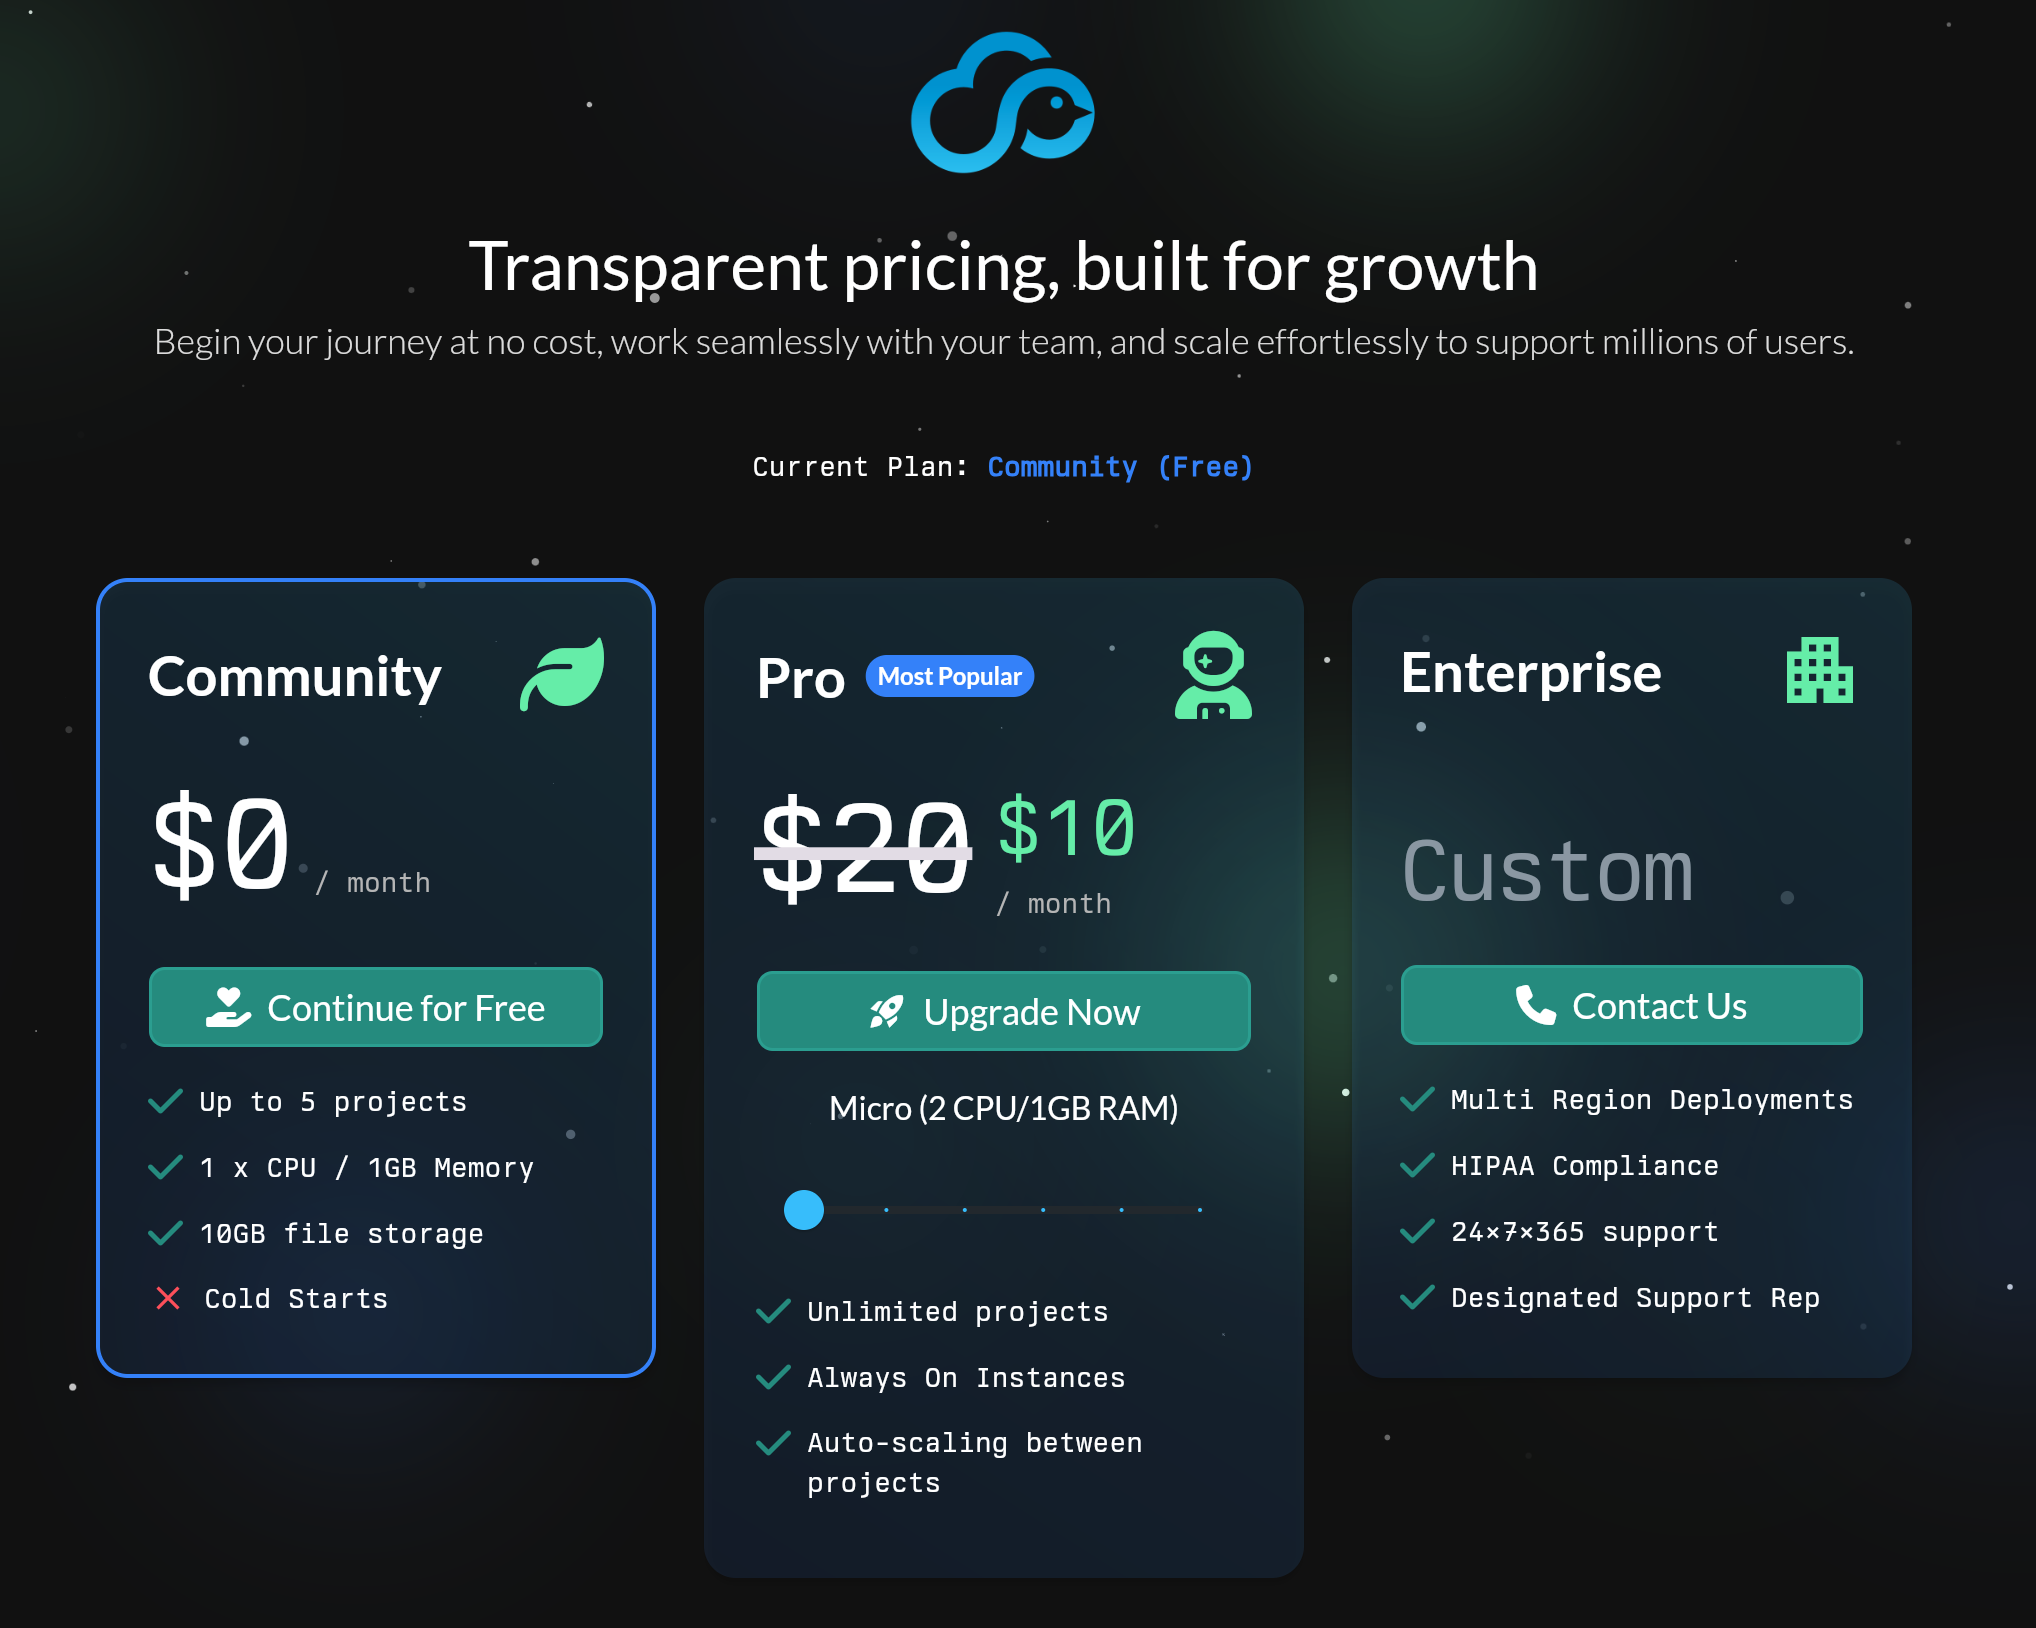 Transparent pricing, built for growth
Begin your journey at no cost, work seamlessly with your team, and scale effortlessly to support millions of users.
Current Plan: Community (Free)
Community
$0 / month
Continue for Free
Up to 5 projects
1 x CPU / 1GB Memory
10GB file storage
Cold Starts
Pro Most Popular
$20 $10
/ month
Upgrade Now
Micro (2 CPU/1GB RAM)
Unlimited projects
Always On Instances
Auto-scaling between
projects
Enterprise
Custom
Contact Us
Multi Region Deployments
HIPAA Compliance
24×7×365 support
Designated Support Rep